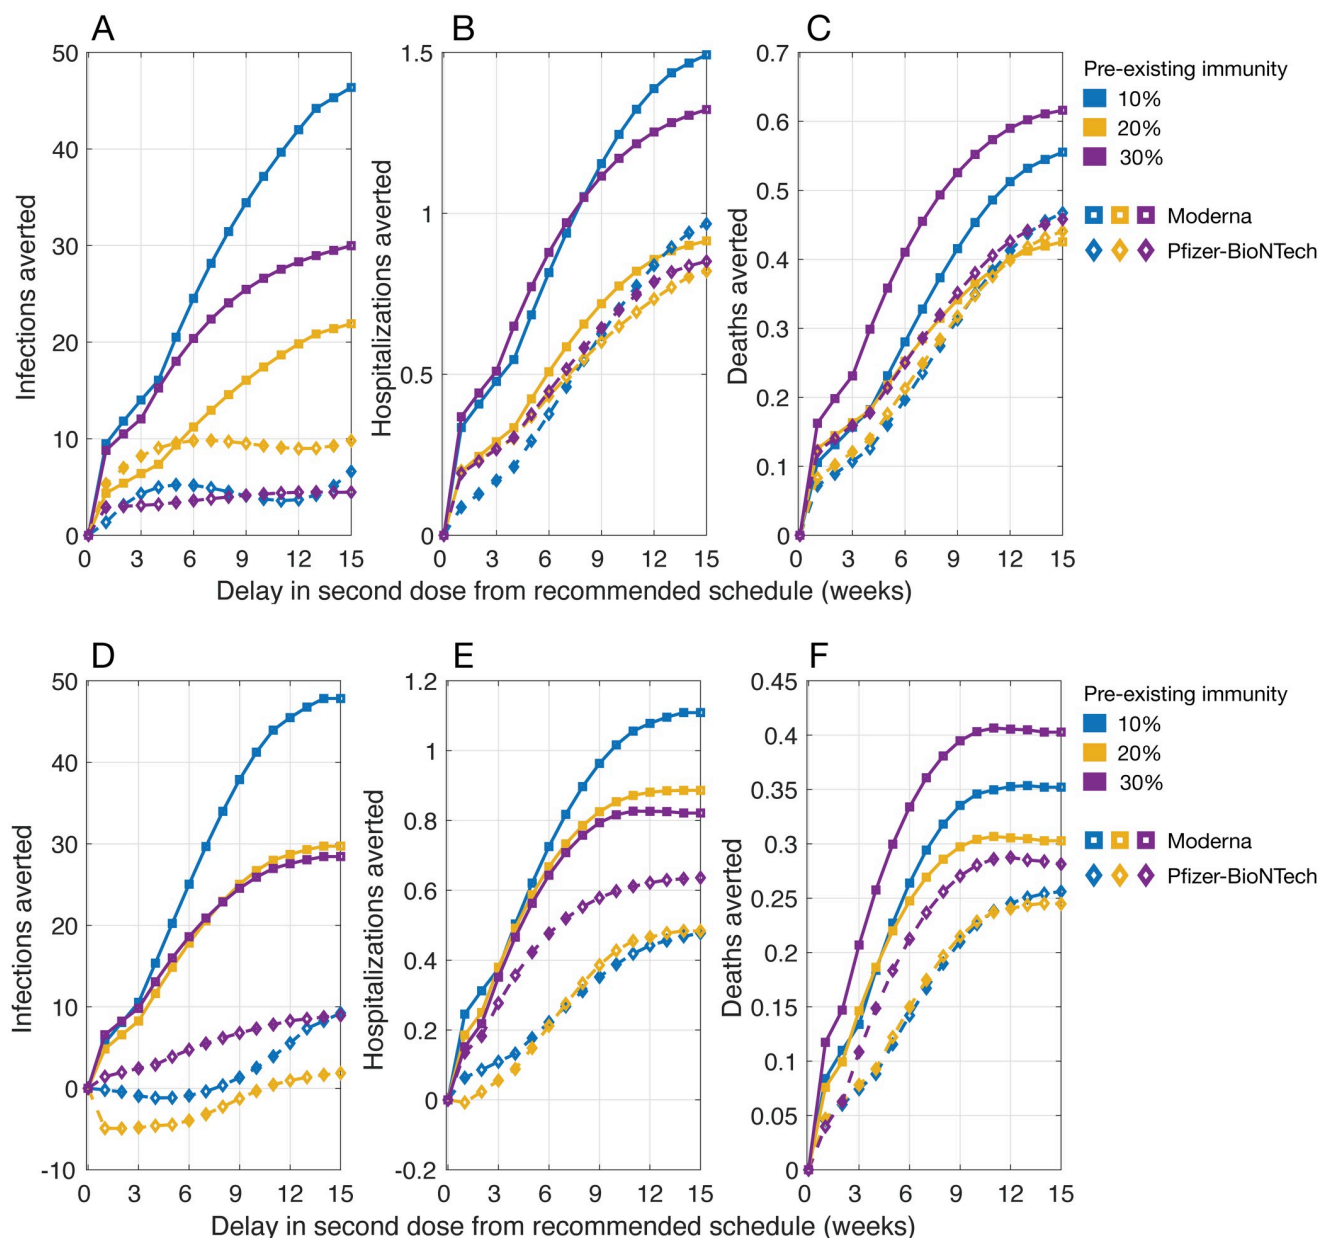 A
B
C
50
40
30
20
10
0
Infections averted
0 3 6 9 12 15
1.5
1
0.5
0
Hospitalizations averted
0 3 6 9 12 15
0.7
0.6
0.5
0.4
0.3
0.2
0.1
0
Deaths averted
0 3 6 9 12 15
Pre-existing immunity
10%
20%
30%
Moderna
Pfizer-BioNTech
Delay in second dose from recommended schedule (weeks)
D
E
F
50
40
30
20
10
0
-10
Infections averted
0 3 6 9 12 15
1.2
1
0.8
0.6
0.4
0.2
0
-0.2
Hospitalizations averted
0 3 6 9 12 15
0.45
0.4
0.35
0.3
0.25
0.2
0.15
0.1
0.05
0
Deaths averted
0 3 6 9 12 15
Pre-existing immunity
10%
20%
30%
Moderna
Pfizer-BioNTech
Delay in second dose from recommended schedule (weeks)